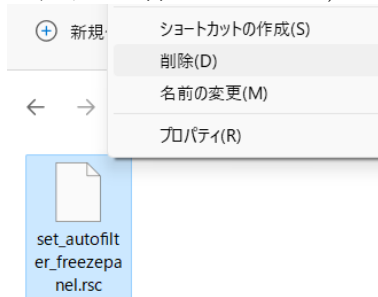 新規
ショートカットの作成(S)
削除(D)
名前の変更(M)
プロパティ(R)
set_autofilt
er_freezepa
nel.rsc